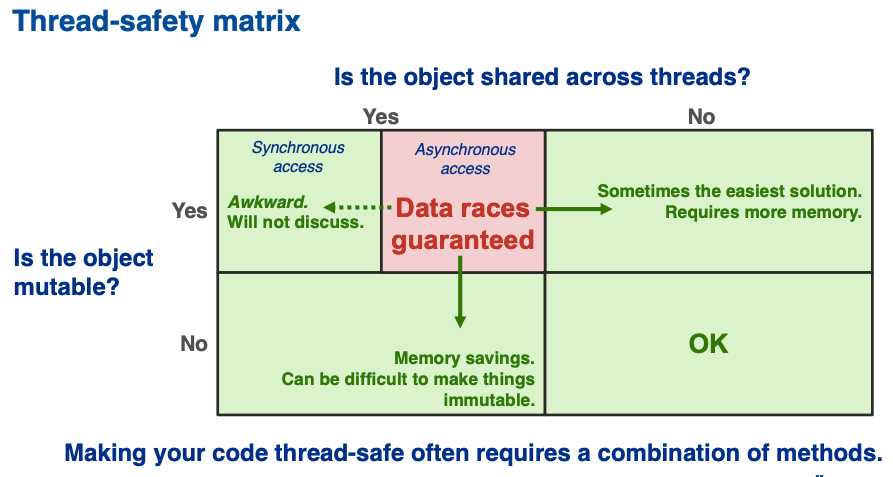 Thread-safety matrix
Is the object shared across threads?
Yes
No
Synchronous
access
Asynchronous
access
Yes
Awkward.
Will not discuss.
Data races
guaranteed
Sometimes the easiest solution.
Requires more memory.
Is the object
mutable?
No
Memory savings.
Can be difficult to make things
immutable.
OK
Making your code thread-safe often requires a combination of methods.